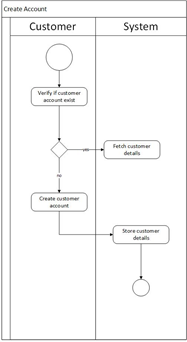 Create Account
Customer
System
Verify if customer
account exist
yes
Fetch customer
details
no
Create customer
account
Store customer
details